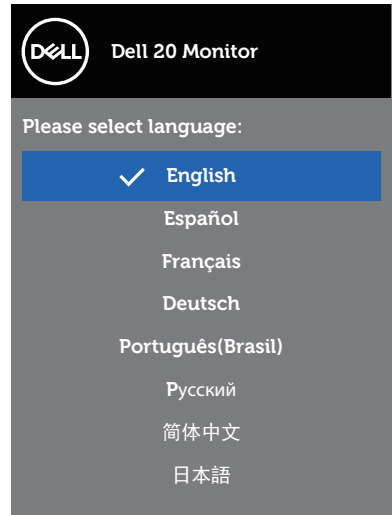 DELL
Dell 20 Monitor
Please select language:
English
Español
Français
Deutsch
Português(Brasil)
Русский
简体中文
日本語